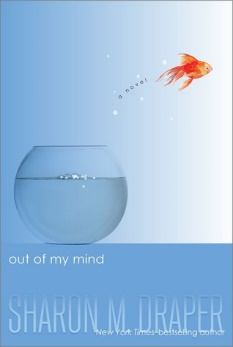 a novel
out of my mind
SHARON M. DRAPER
New York Times–bestselling author